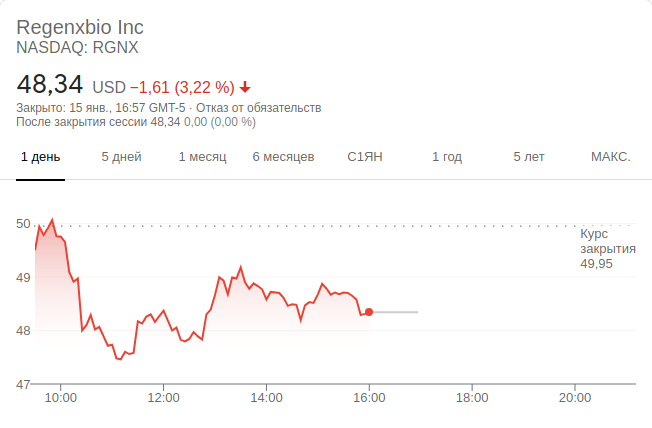 Regenxbio Inc
NASDAQ: RGNX
48,34 USD −1,61 (3,22 %)
Закрыто: 15 янв., 16:57 GMT-5 · Отказ от обязательств
После закрытия сессии 48,34 0,00 (0,00 %)
1 день 5 дней 1 месяц 6 месяцев С1ЯН 1 год 5 лет МАКС.
50
Курс
закрытия
49,95
49
48
47
10:00 12:00 14:00 16:00 18:00 20:00